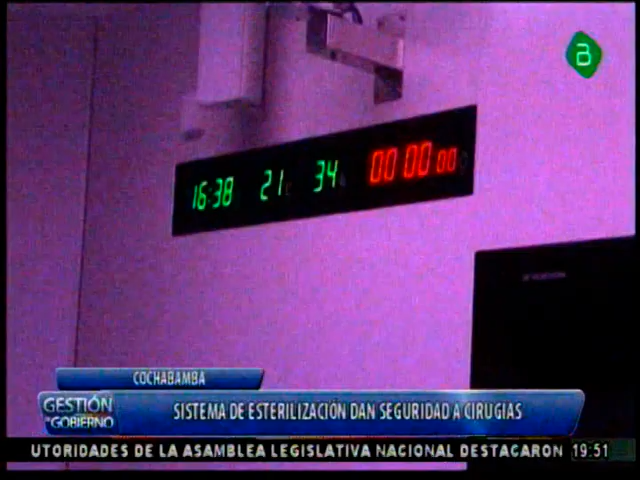 16:38 21 34 00 00 00
COCHABAMBA
GESTIÓN
DE GOBIERNO
SISTEMA DE ESTERILIZACIÓN DAN SEGURIDAD A CIRUGIAS
UTORIDADES DE LA ASAMBLEA LEGISLATIVA NACIONAL DESTACARON 19:51